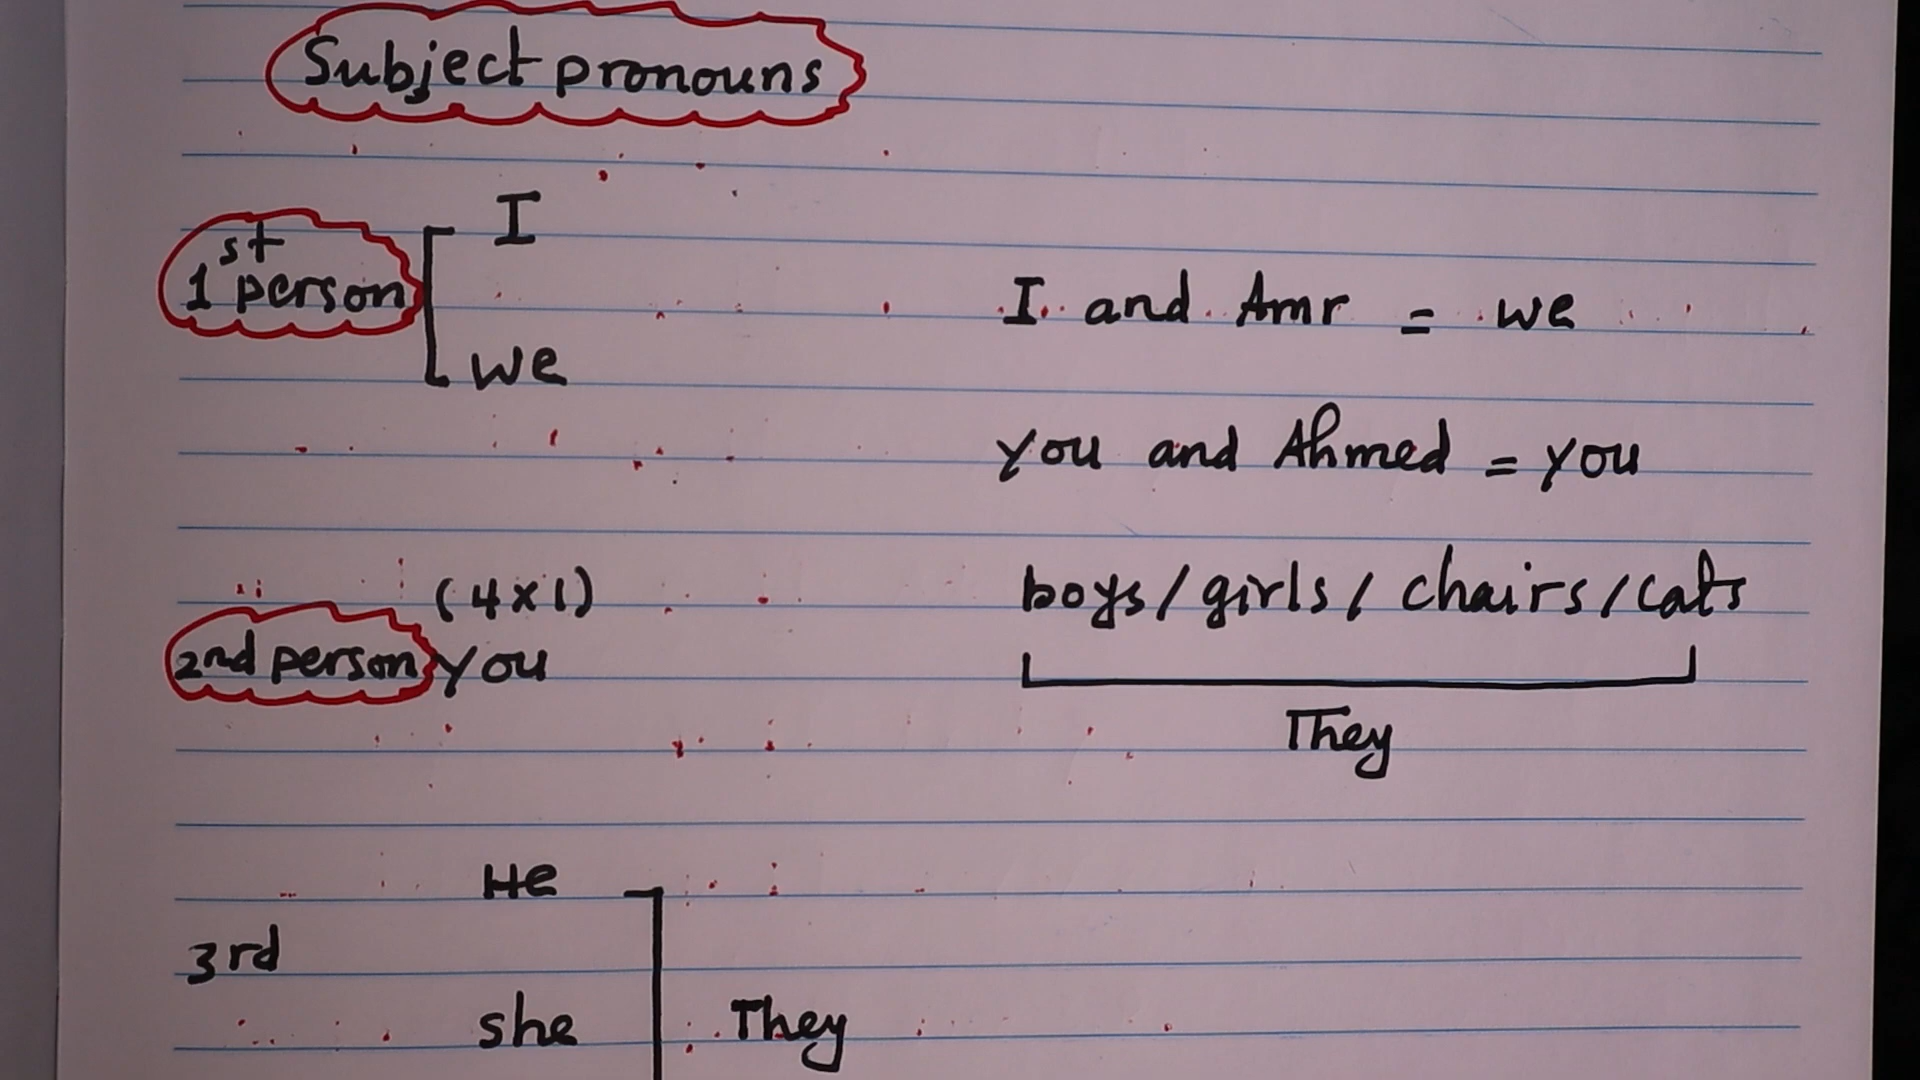 Subject pronouns
I
1st person
I and Amr = we
we
you and Ahmed = you
(4x1)
boys/girls/chairs/cats
2nd person you
They
He
3rd
she They